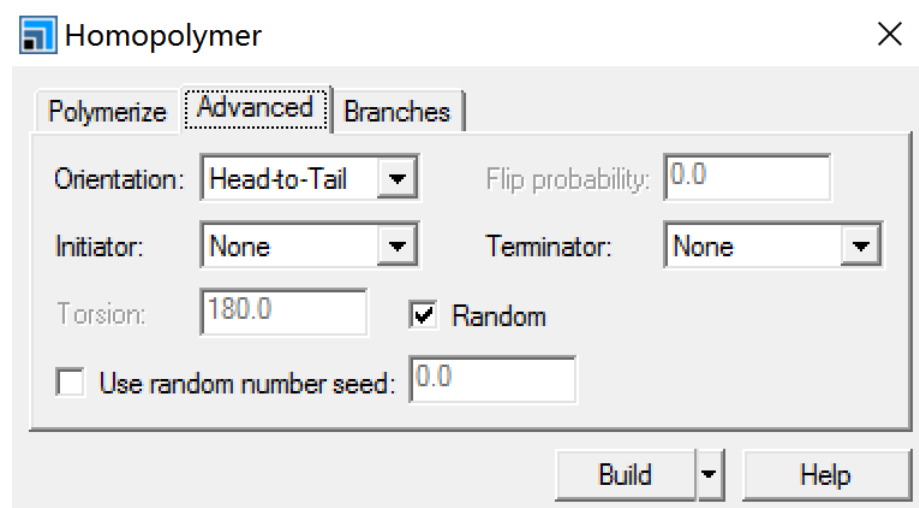 Homopolymer
Polymerize Advanced Branches
Orientation: Head-to-Tail Flip probability: 0.0
Initiator: None Terminator: None
Torsion: 180.0 Random
Use random number seed: 0.0
Build Help